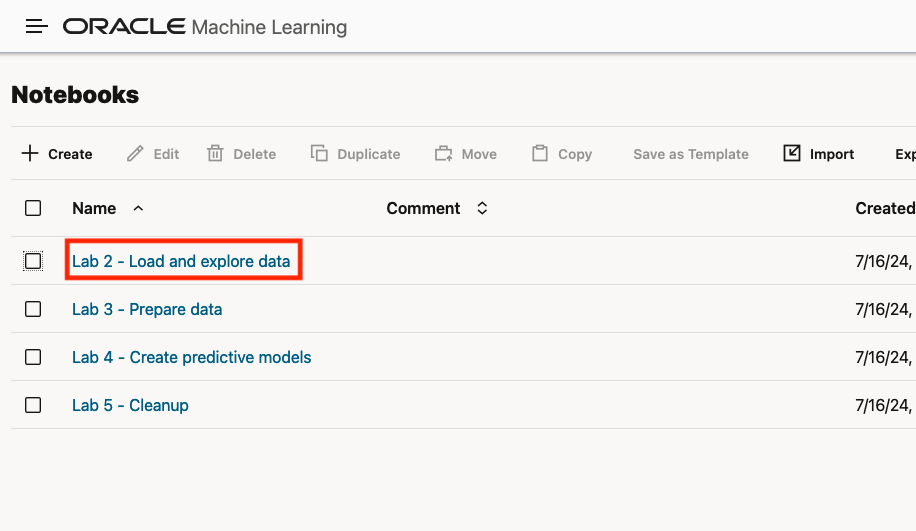 ORACLE Machine Learning
Notebooks
Create Edit Delete Duplicate Move Copy Save as Template Import Exp
Name Comment Created
Lab 2 - Load and explore data 7/16/24,
Lab 3 - Prepare data 7/16/24,
Lab 4 - Create predictive models 7/16/24,
Lab 5 - Cleanup 7/16/24,